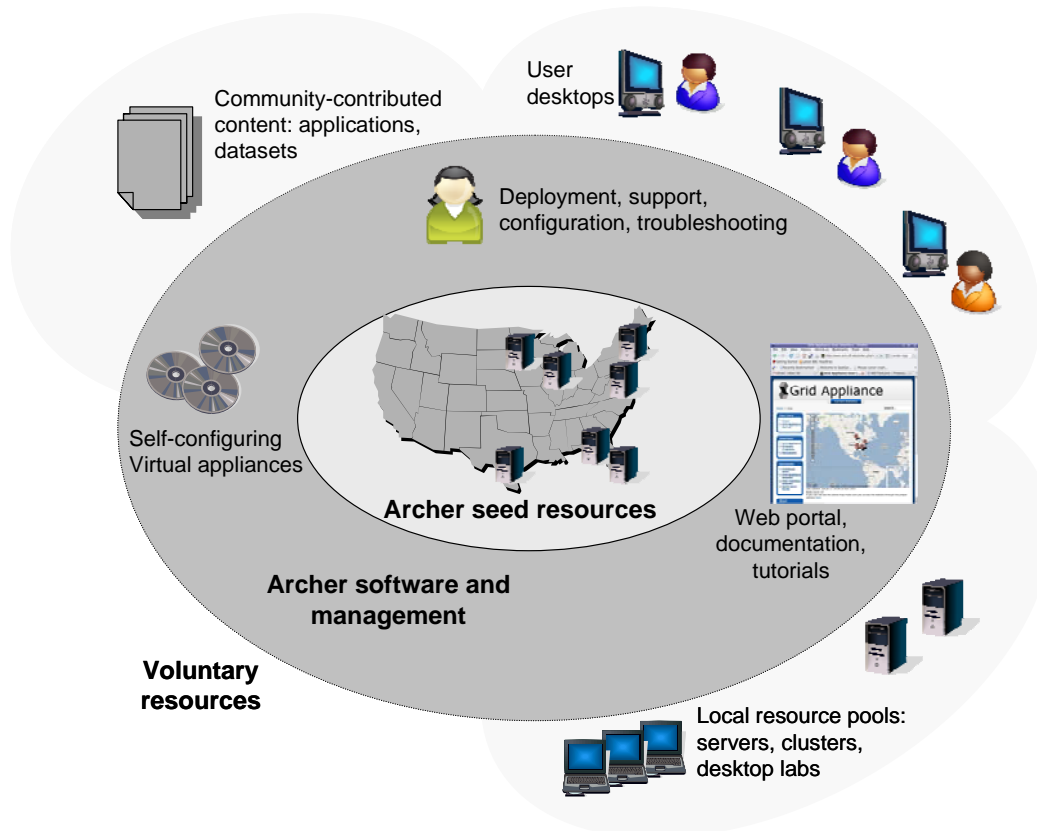 User
desktops
Community-contributed
content: applications,
datasets
Deployment, support,
configuration, troubleshooting
Grid Appliance
Self-configuring
Virtual appliances
Archer seed resources
Web portal,
documentation,
tutorials
Archer software and
management
Voluntary
resources
Local resource pools:
servers, clusters,
desktop labs